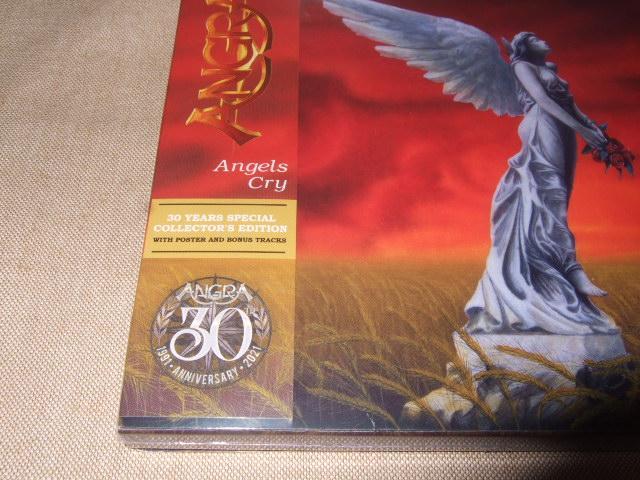 ANGRA
Angels
Cry
30 YEARS SPECIAL
COLLECTOR'S EDITION
WITH POSTER AND BONUS TRACKS
ANGRA
30
1991 • ANNIVERSARY • 2021